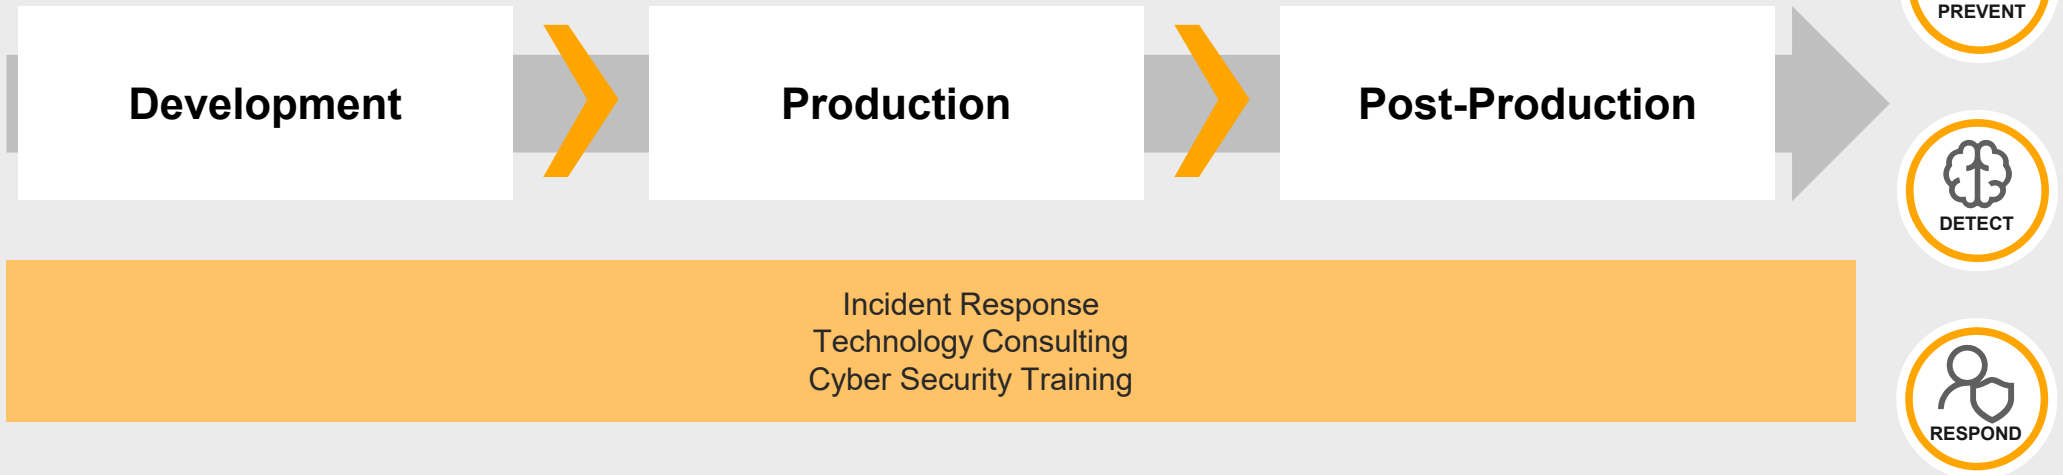 PREVENT
Development
Production
Post-Production
DETECT
Incident Response
Technology Consulting
Cyber Security Training
RESPOND